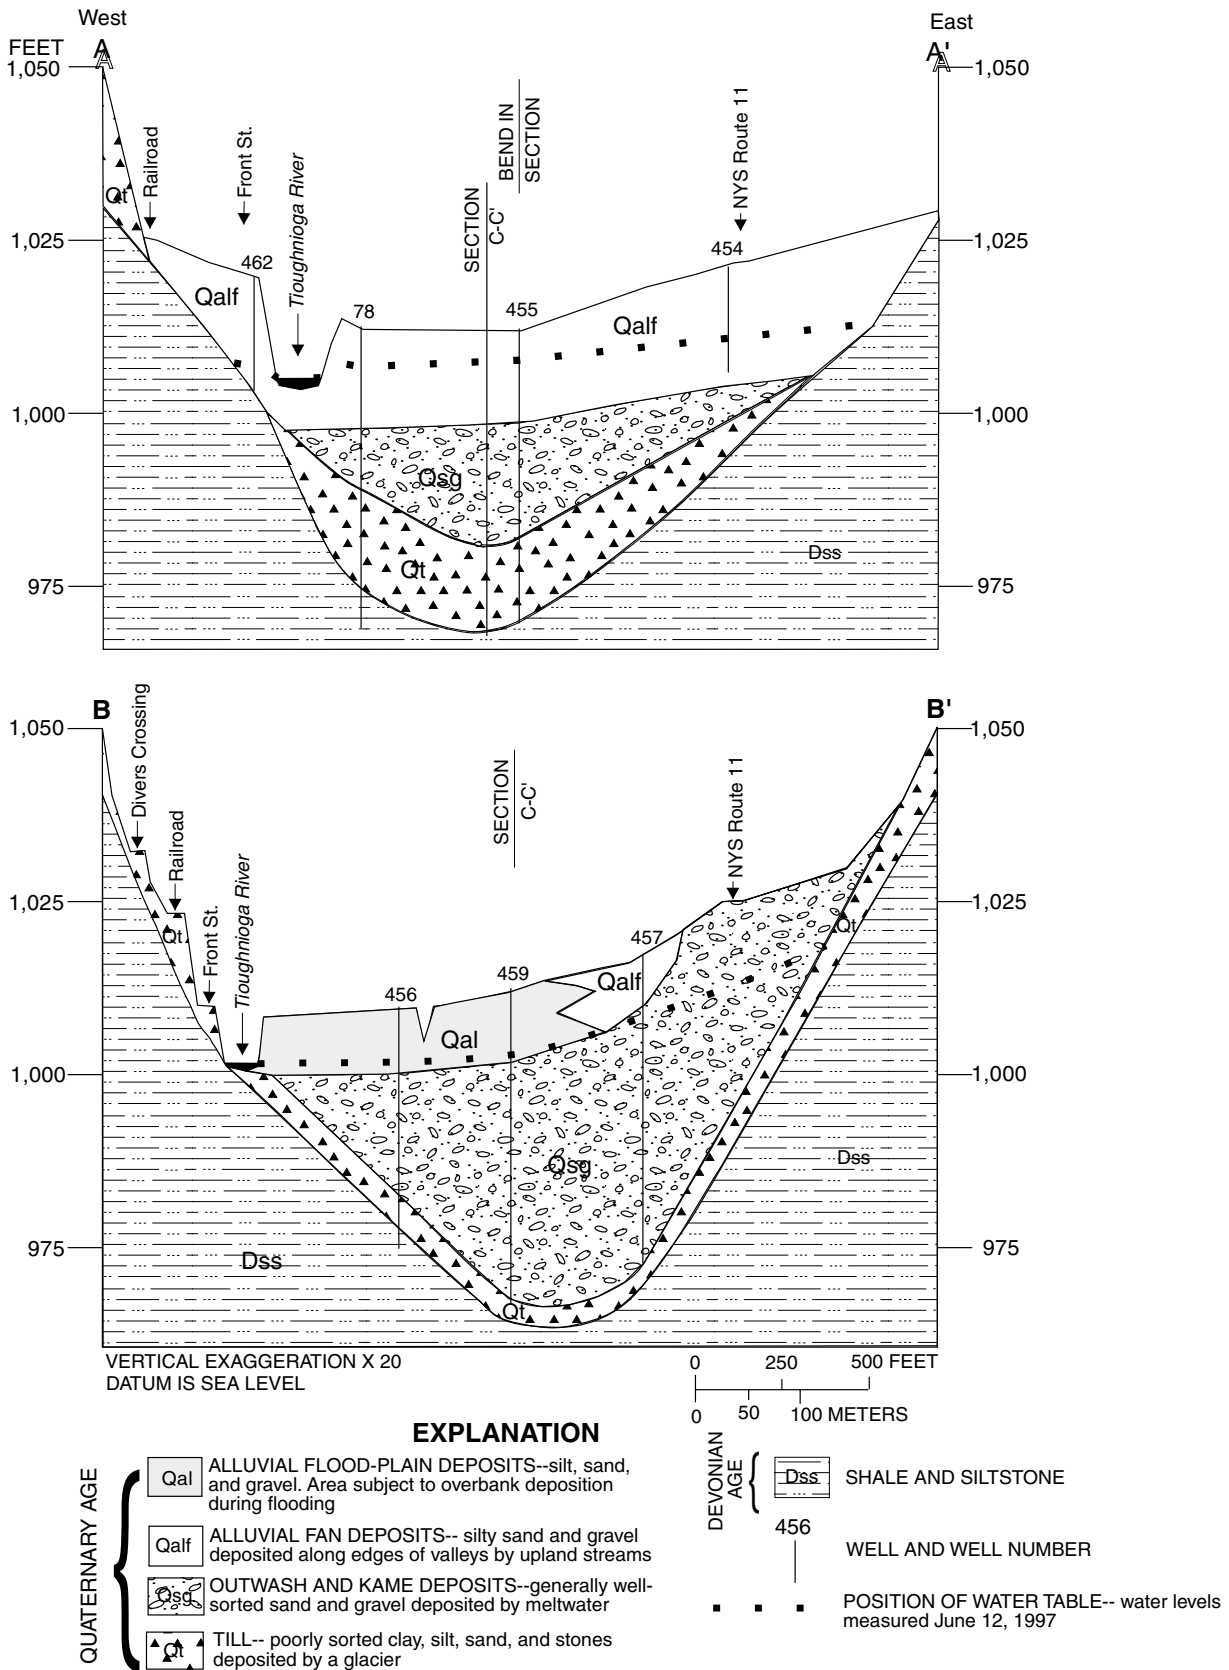 West
East
FEET
A
A'
1,050
1,050
Railroad
Front St.
Tioughnioga River
BEND IN
SECTION
SECTION
C-C'
NYS Route 11
Qt
1,025
1,025
462
454
Qalf
78
455
Qalf
1,000
1,000
Qsg
Qt
Dss
975
975
B
B'
1,050
1,050
Divers Crossing
Railroad
Front St.
Tioughnioga River
SECTION
C-C'
NYS Route 11
1,025
1,025
Qt
Qt
457
459
456
Qalf
Qal
1,000
1,000
Qsg
Dss
975
975
Dss
Qt
VERTICAL EXAGGERATION X 20
DATUM IS SEA LEVEL
0 250 500 FEET
0 50 100 METERS
EXPLANATION
QUATERNARY AGE
Qal
ALLUVIAL FLOOD-PLAIN DEPOSITS--silt, sand,
and gravel. Area subject to overbank deposition
during flooding
Qalf
ALLUVIAL FAN DEPOSITS-- silty sand and gravel
deposited along edges of valleys by upland streams
Qsg
OUTWASH AND KAME DEPOSITS--generally well-
sorted sand and gravel deposited by meltwater
Qt
TILL-- poorly sorted clay, silt, sand, and stones
deposited by a glacier
DEVONIAN
AGE
Dss
SHALE AND SILTSTONE
456
WELL AND WELL NUMBER
POSITION OF WATER TABLE-- water levels
measured June 12, 1997